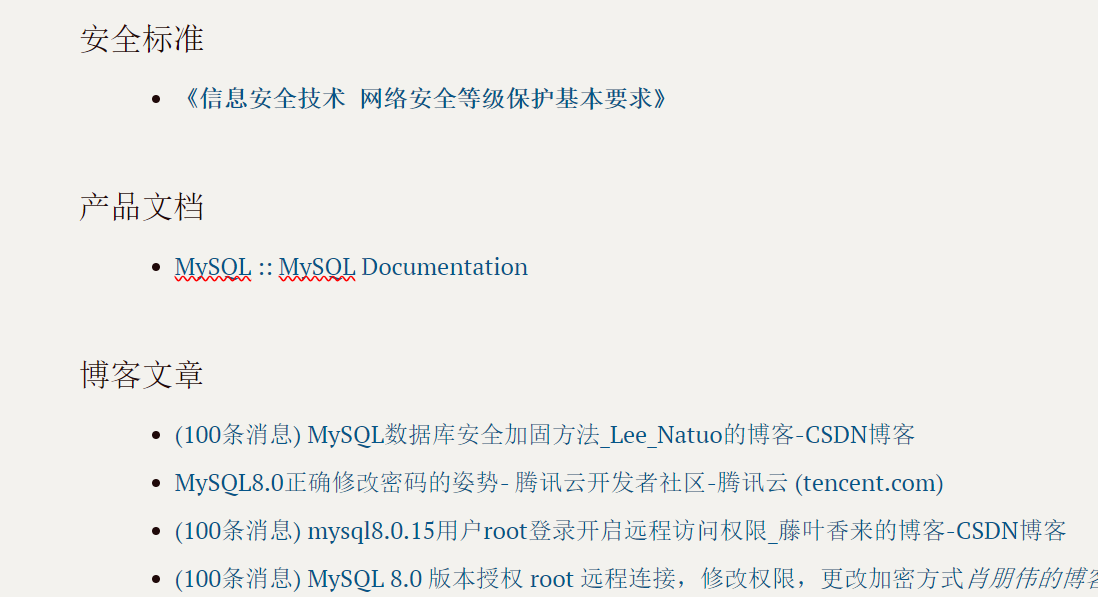 安全标准
《信息安全技术 网络安全等级保护基本要求》
产品文档
MySQL :: MySQL Documentation
博客文章
(100条消息) MySQL数据库安全加固方法_Lee_Natuo的博客-CSDN博客
MySQL8.0正确修改密码的姿势- 腾讯云开发者社区-腾讯云 (tencent.com)
(100条消息) mysql8.0.15用户root登录开启远程访问权限_藤叶香来的博客-CSDN博客
(100条消息) MySQL 8.0 版本授权 root 远程连接，修改权限，更改加密方式肖朋伟的博客